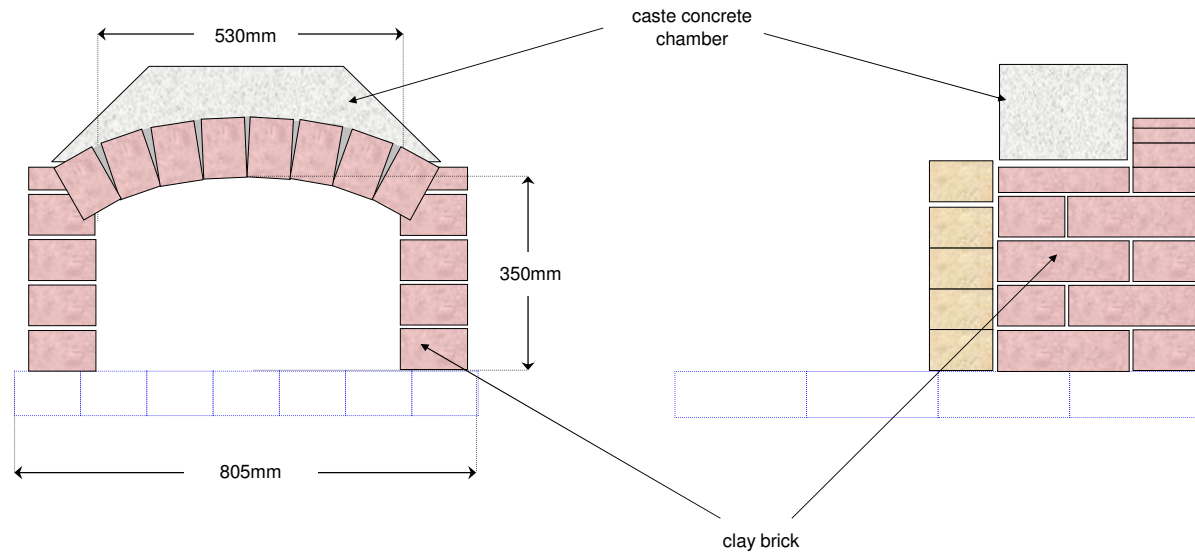 caste concrete
chamber
530mm
350mm
805mm
clay brick